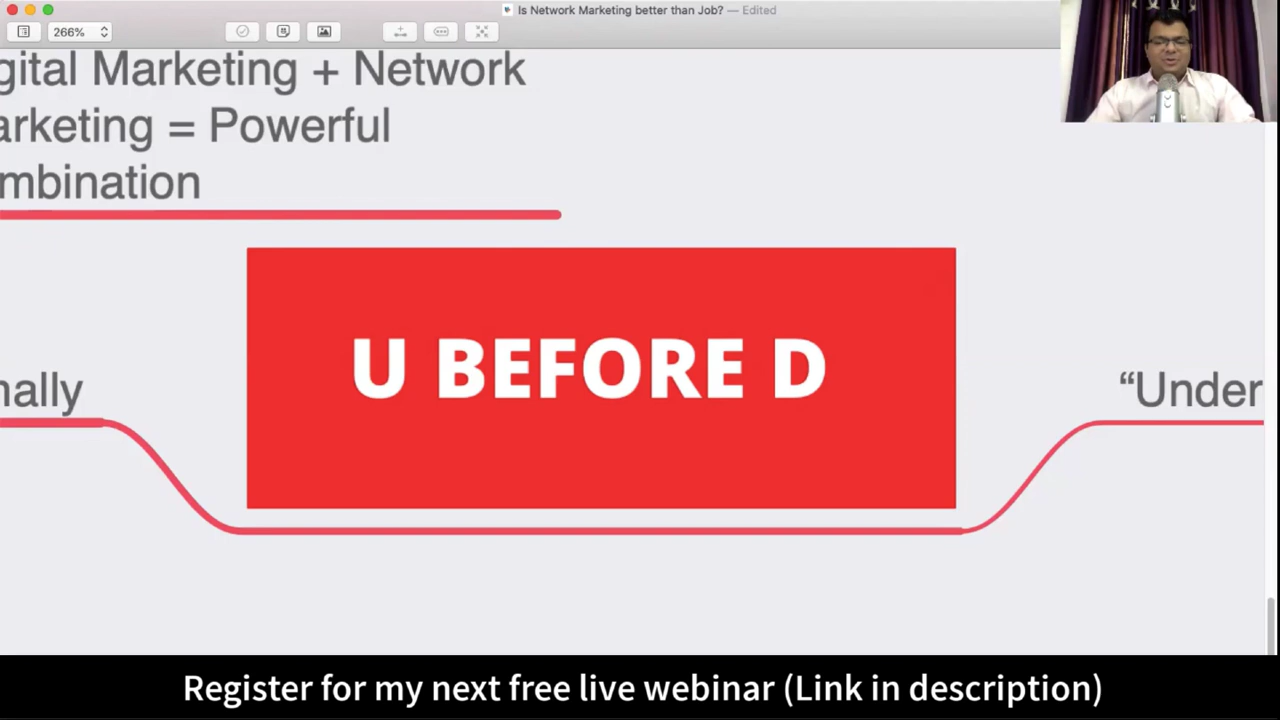 Is Network Marketing better than Job? — Edited
266%
gital Marketing + Network
arketing = Powerful
mbination
U BEFORE D
nally
“Under
Register for my next free live webinar (Link in description)